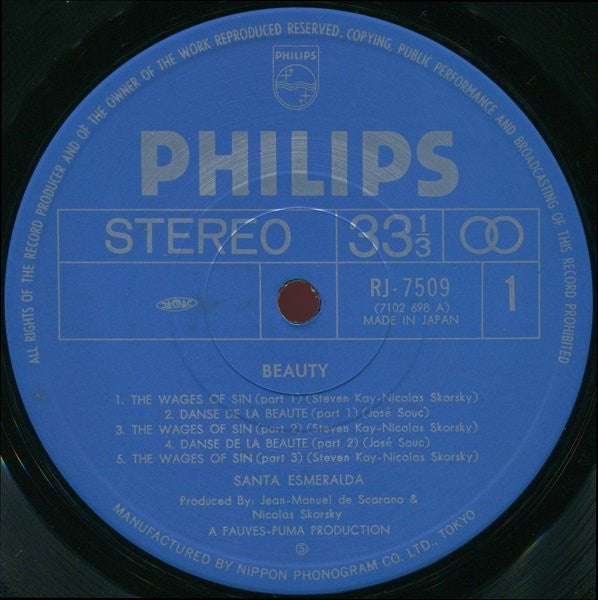 ALL RIGHTS OF THE RECORD PRODUCER AND OF THE OWNER OF THE WORK REPRODUCED RESERVED. COPYING, PUBLIC PERFORMANCE AND BROADCASTING OF THIS RECORD PROHIBITED
PHILIPS
PHILIPS
STEREO 33 1/3
JASRAC
RJ-7509 1
(7102 698 A)
MADE IN JAPAN
BEAUTY
1. THE WAGES OF SIN (part 1) (Steven Kay-Nicolas Skorsky)
2. DANSE DE LA BEAUTE (part 1) (José Souc)
3. THE WAGES OF SIN (part 2) (Steven Kay-Nicolas Skorsky)
4. DANSE DE LA BEAUTE (part 2) (José Souc)
5. THE WAGES OF SIN (part 3) (Steven Kay-Nicolas Skorsky)
SANTA ESMERALDA
Produced By: Jean-Manuel de Scarano &
Nicolas Skorsky
A FAUVES-PUMA PRODUCTION
Ⓢ
MANUFACTURED BY NIPPON PHONOGRAM CO. LTD., TOKYO